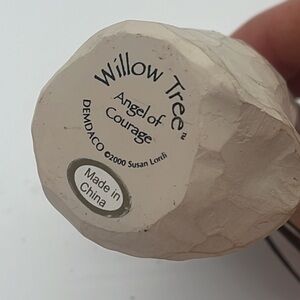 Willow Tree™
Angel of
Courage
DEMDACO ©2000 Susan Lordi
Made in
China